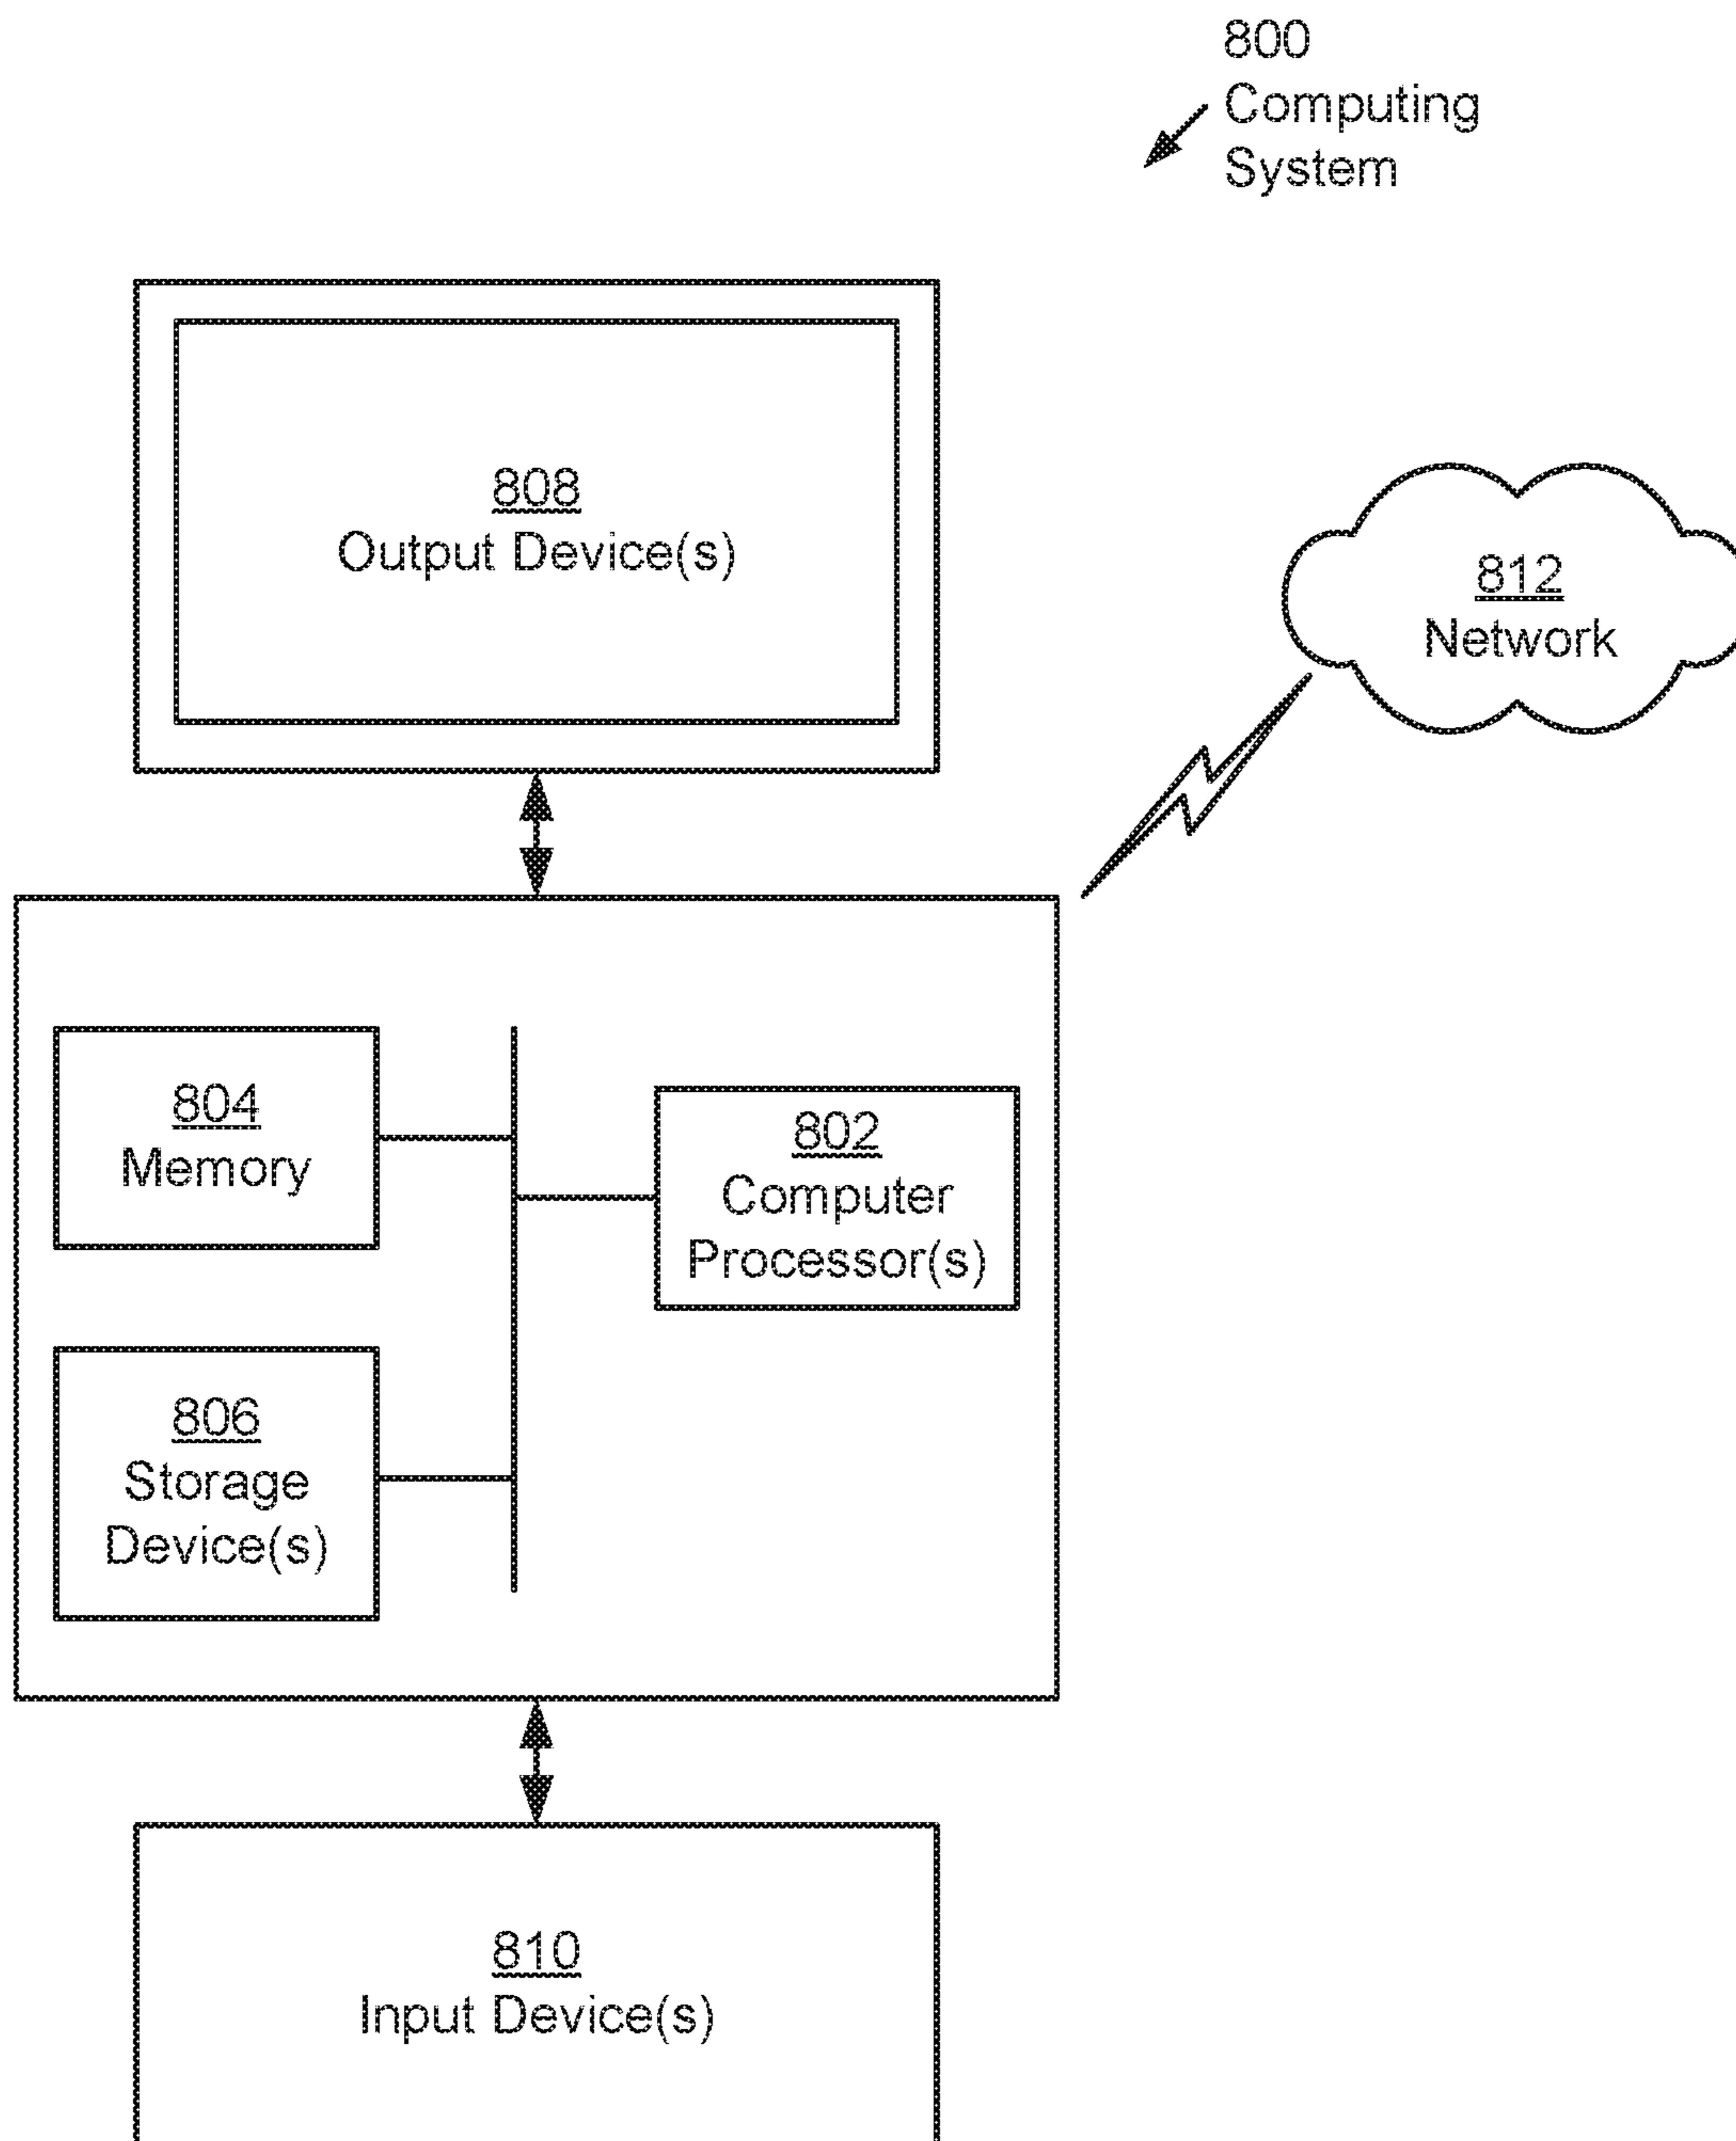 800
Computing
System
808
Output Device(s)
812
Network
804
Memory
802
Computer
Processor(s)
806
Storage
Device(s)
810
Input Device(s)